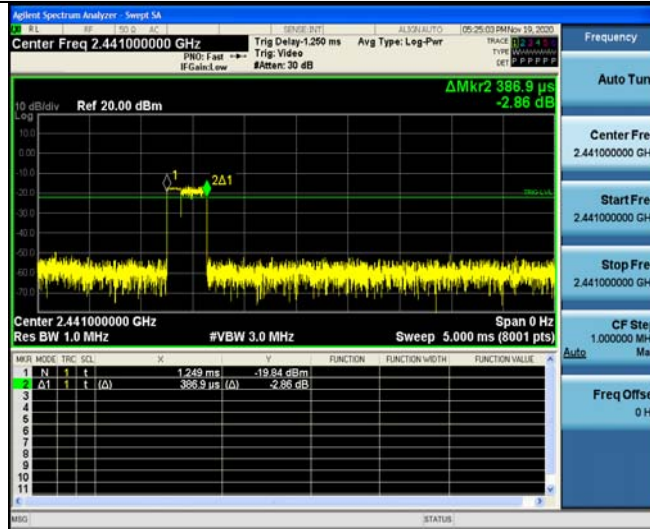 Agilent Spectrum Analyzer - Swept SA
RL RF 50 Ω AC SENSE:INT ALIGN AUTO 05:25:03 PM Nov 19, 2020
Center Freq 2.441000000 GHz
PNO: Fast
IFGain:Low
Trig Delay-1.250 ms
Trig: Video
#Atten: 30 dB
Avg Type: Log-Pwr
TRACE 1 2 3 4 5 6
TYPE
DET P P P P P P
ΔMkr2 386.9 µs
-2.86 dB
10 dB/div Ref 20.00 dBm
Log
10.0
0.00
-10.0
-20.0
-30.0
-40.0
-50.0
-60.0
-70.0
1
2Δ1
TRIG LVL
Center 2.441000000 GHz Span 0 Hz
Res BW 1.0 MHz #VBW 3.0 MHz Sweep 5.000 ms (8001 pts)
MKR MODE TRC SCL X Y FUNCTION FUNCTION WIDTH FUNCTION VALUE
1 N 1 t 1.249 ms -19.84 dBm
2 Δ1 1 t (Δ) 386.9 µs (Δ) -2.86 dB
3
4
5
6
7
8
9
10
11
MSG STATUS
Frequency
Auto Tun
Center Fre
2.441000000 GH
Start Fre
2.441000000 GH
Stop Fre
2.441000000 GH
CF Ste
1.000000 MH
Auto Ma
Freq Offse
0 H